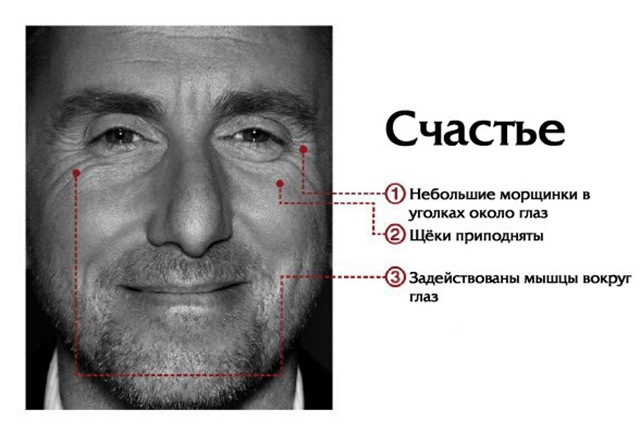 Счастье
1 Небольшие морщинки в
уголках около глаз
2 Щёки приподняты
3 Задействованы мышцы вокруг
глаз